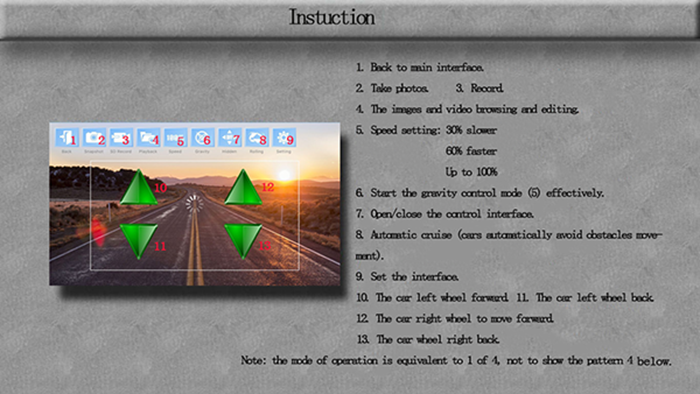 Instuction
1. Back to main interface.
2. Take photos. 3. Record.
4. The images and video browsing and editing.
5. Speed setting: 30% slower
60% faster
Up to 100%
6. Start the gravity control mode (5) effectively.
7. Open/close the control interface.
8. Automatic cruise (cars automatically avoid obstacles move-
ment).
9. Set the interface.
10. The car left wheel forward. 11. The car left wheel back.
12. The car right wheel to move forward.
13. The car wheel right back.
Note: the mode of operation is equivalent to 1 of 4, not to show the pattern 4 below.
1 2 3 4 100% 5 6 7 8 9
Back Snapshot SD Record Playback Speed Gravity Hidden Rolling Setting
10 12
11